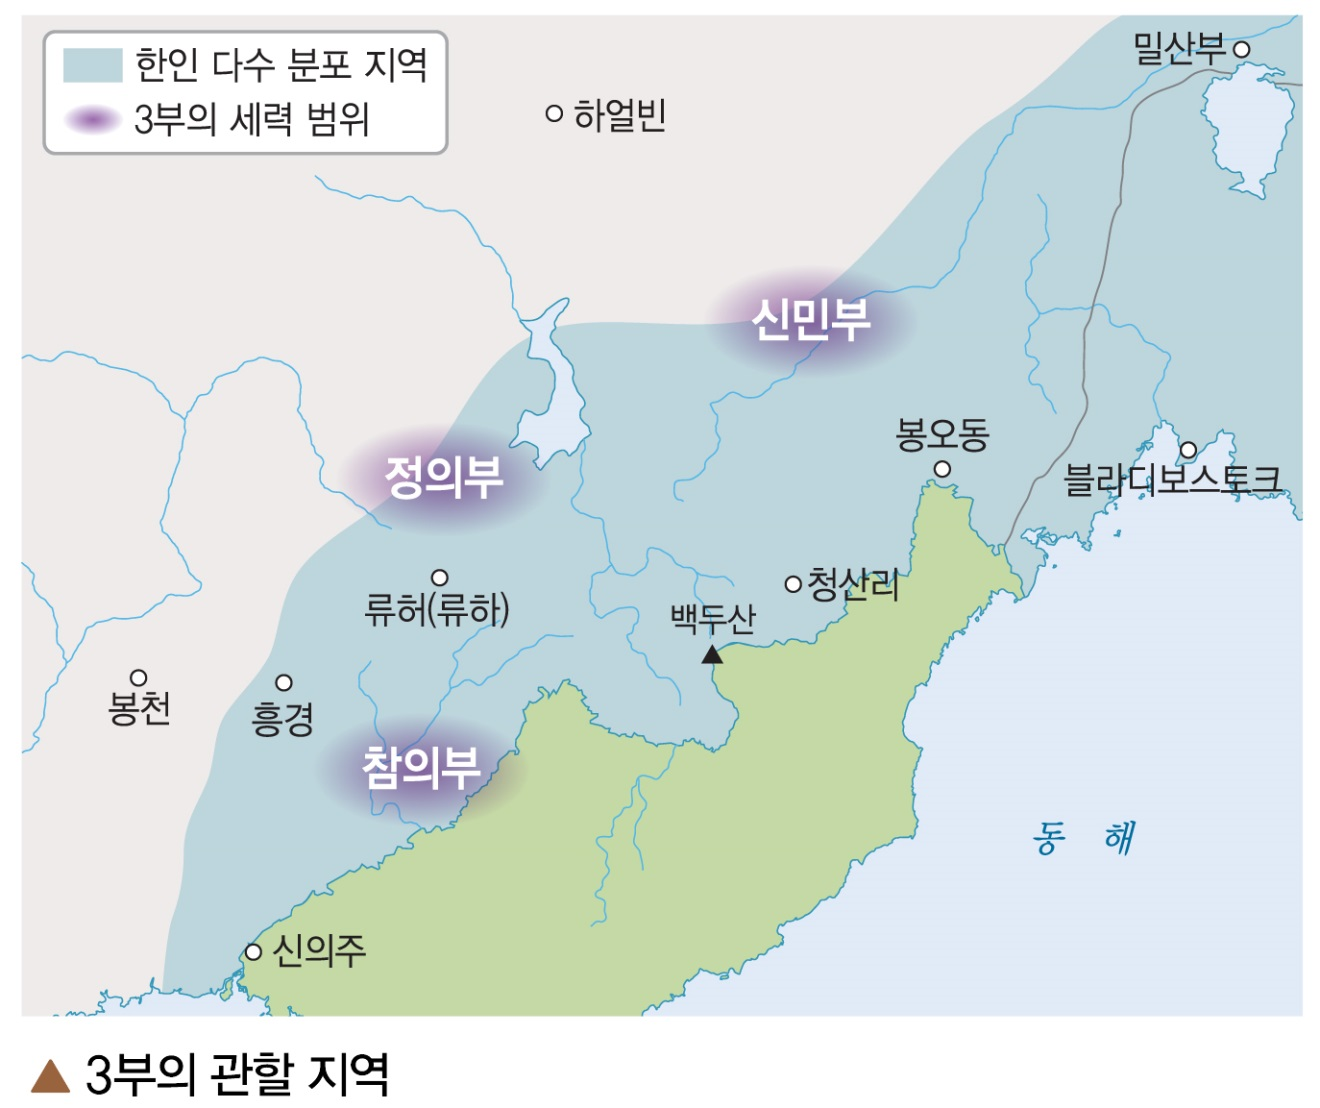 한인 다수 분포 지역
3부의 세력 범위
밀산부
하얼빈
신민부
봉오동
정의부
블라디보스토크
류허(류하)
청산리
백두산
봉천
흥경
참의부
동 해
신의주
▲ 3부의 관할 지역